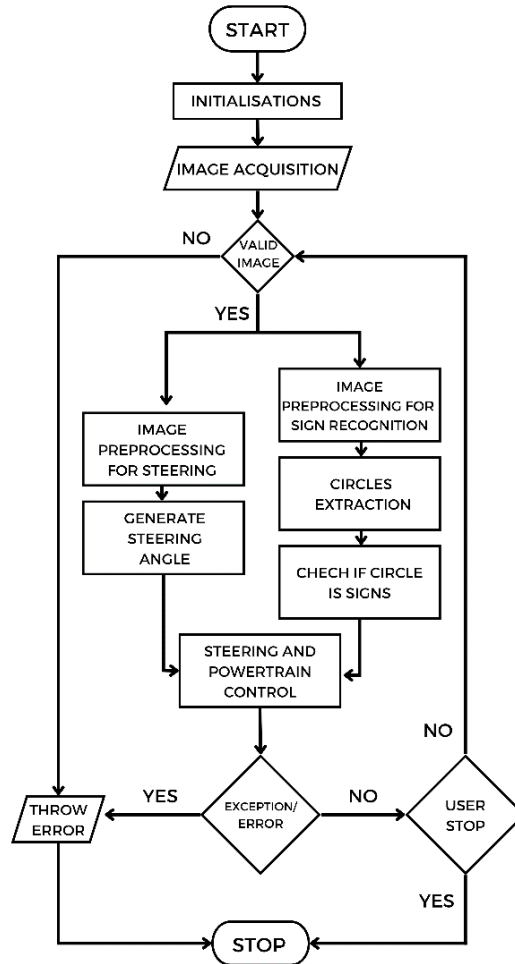 START
INITIALISATIONS
IMAGE ACQUISITION
NO
VALID
IMAGE
YES
IMAGE
PREPROCESSING
FOR STEERING
IMAGE
PREPROCESSING FOR
SIGN RECOGNITION
GENERATE
STEERING
ANGLE
CIRCLES
EXTRACTION
CHECH IF CIRCLE
IS SIGNS
STEERING AND
POWERTRAIN
CONTROL
NO
THROW
ERROR
YES
EXCEPTION/
ERROR
NO
USER
STOP
YES
STOP